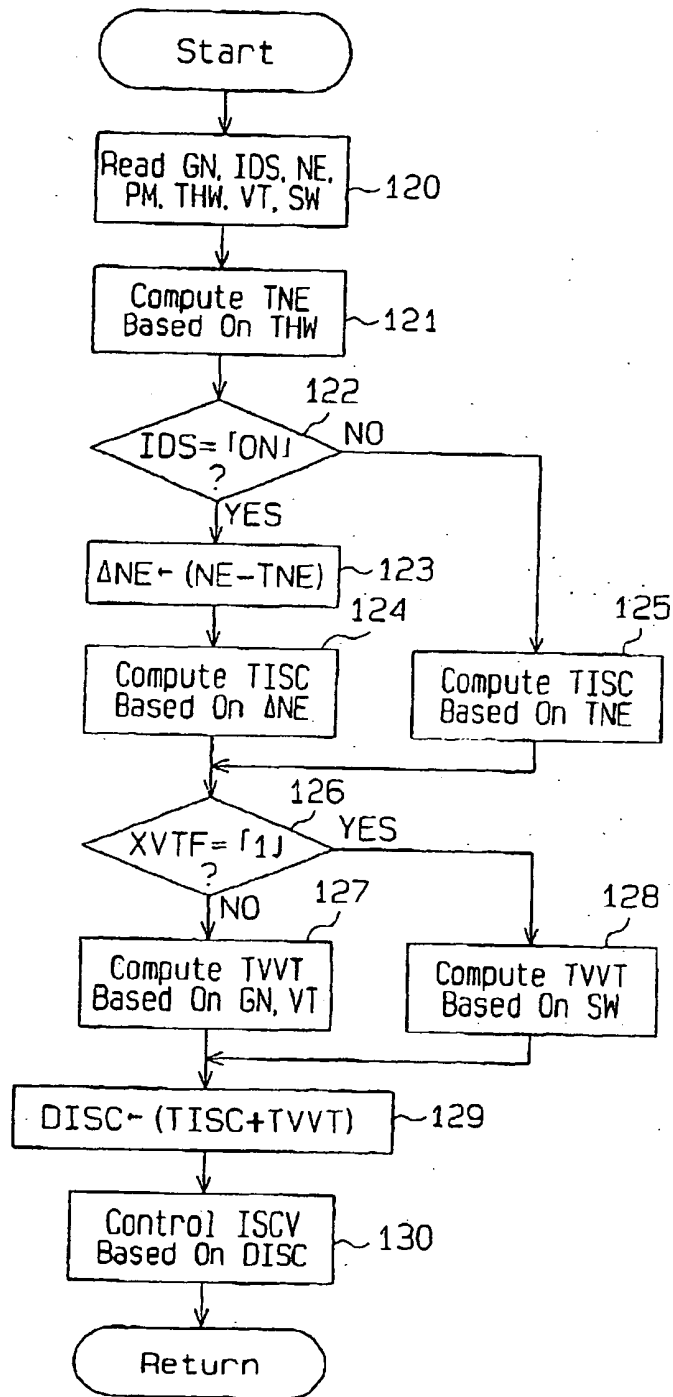 Start
Read GN, IDS, NE,
PM, THW, VT, SW
120
Compute TNE
Based On THW
121
122
IDS=「ON」
?
NO
YES
ΔNE←(NE-TNE)
123
124
Compute TISC
Based On ΔNE
125
Compute TISC
Based On TNE
126
XVTF=「1」
?
YES
NO
127
Compute TVVT
Based On GN, VT
128
Compute TVVT
Based On SW
DISC←(TISC+TVVT)
129
Control ISCV
Based On DISC
130
Return